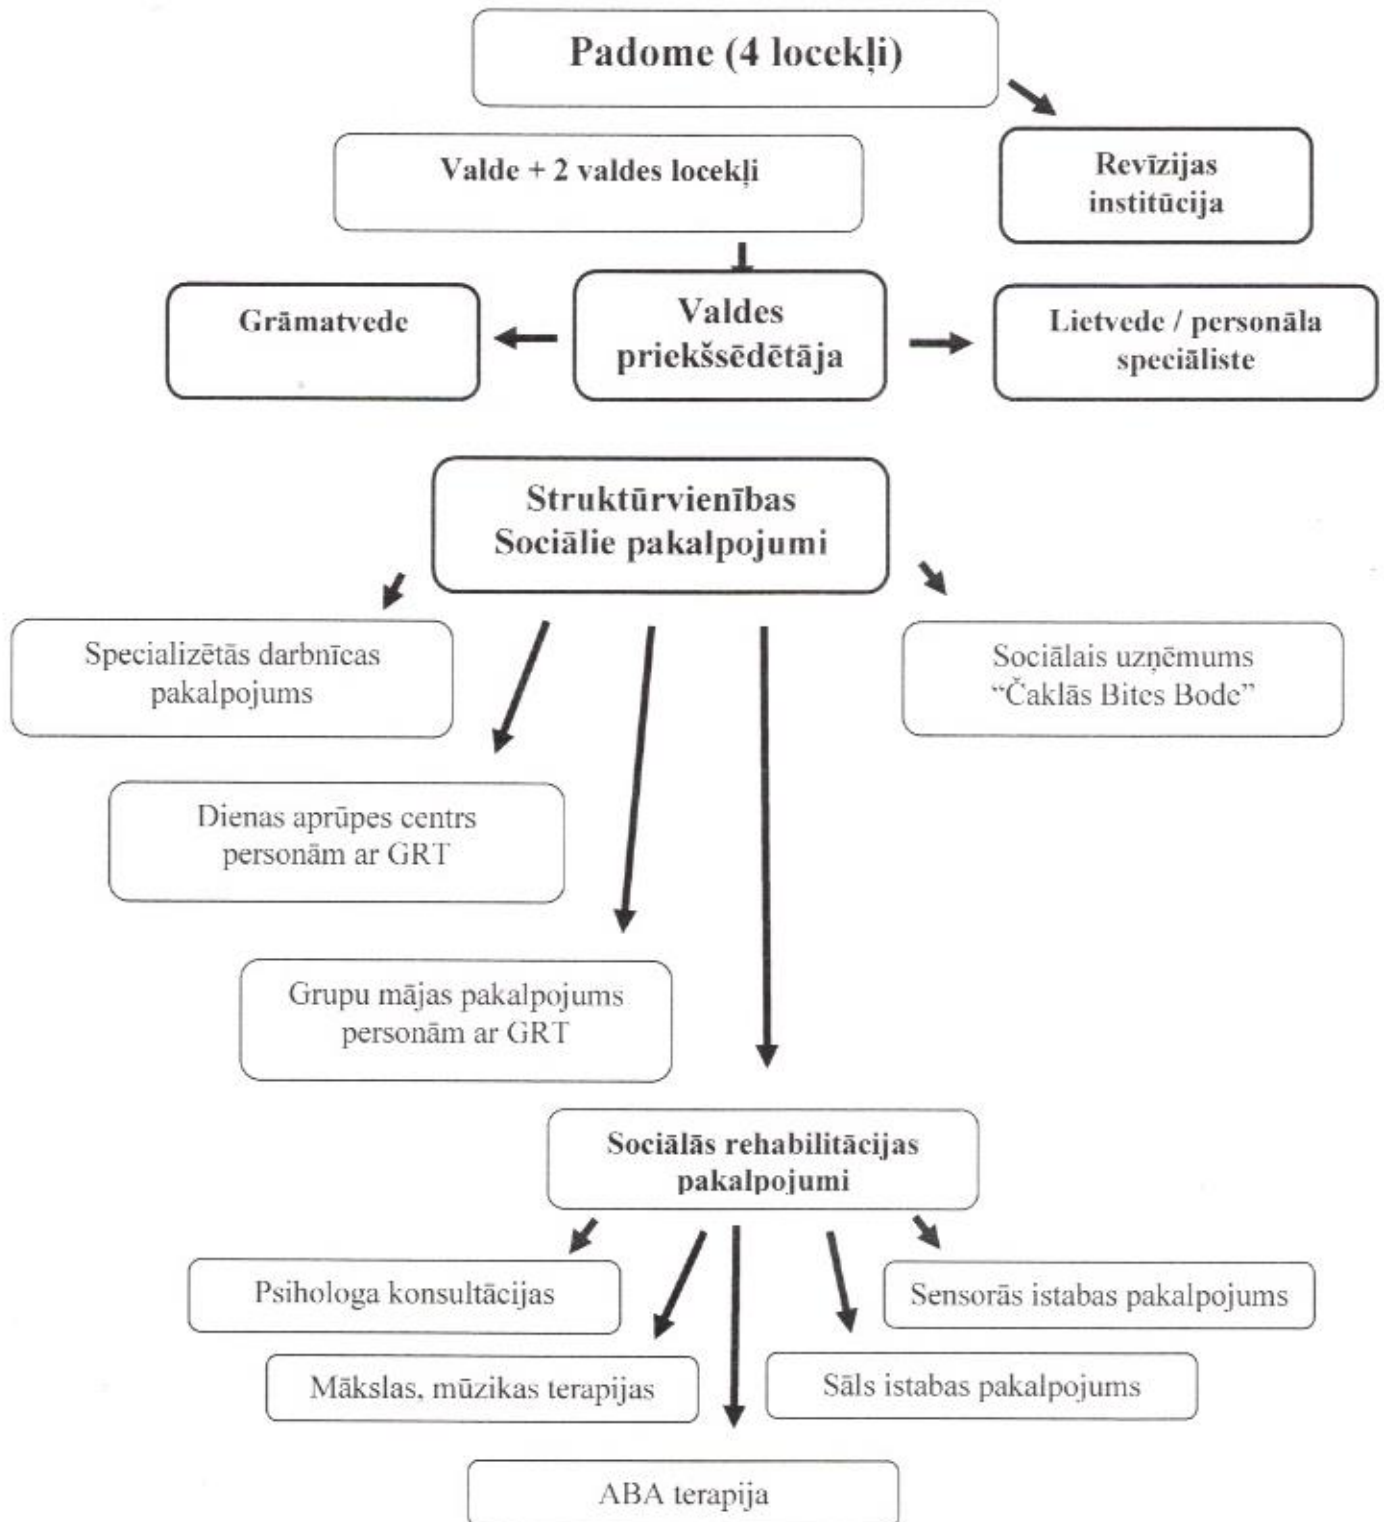 Padome (4 locekļi)
Valde + 2 valdes locekļi
Revīzijas
institūcija
Grāmatvede
Valdes
priekšsēdētāja
Lietvede / personāla
speciāliste
Struktūrvienības
Sociālie pakalpojumi
Specializētās darbnīcas
pakalpojums
Sociālais uzņēmums
“Čaklās Bites Bode”
Dienas aprūpes centrs
personām ar GRT
Grupu mājas pakalpojums
personām ar GRT
Sociālās rehabilitācijas
pakalpojumi
Psihologa konsultācijas
Sensorās istabas pakalpojums
Mākslas, mūzikas terapijas
Sāls istabas pakalpojums
ABA terapija